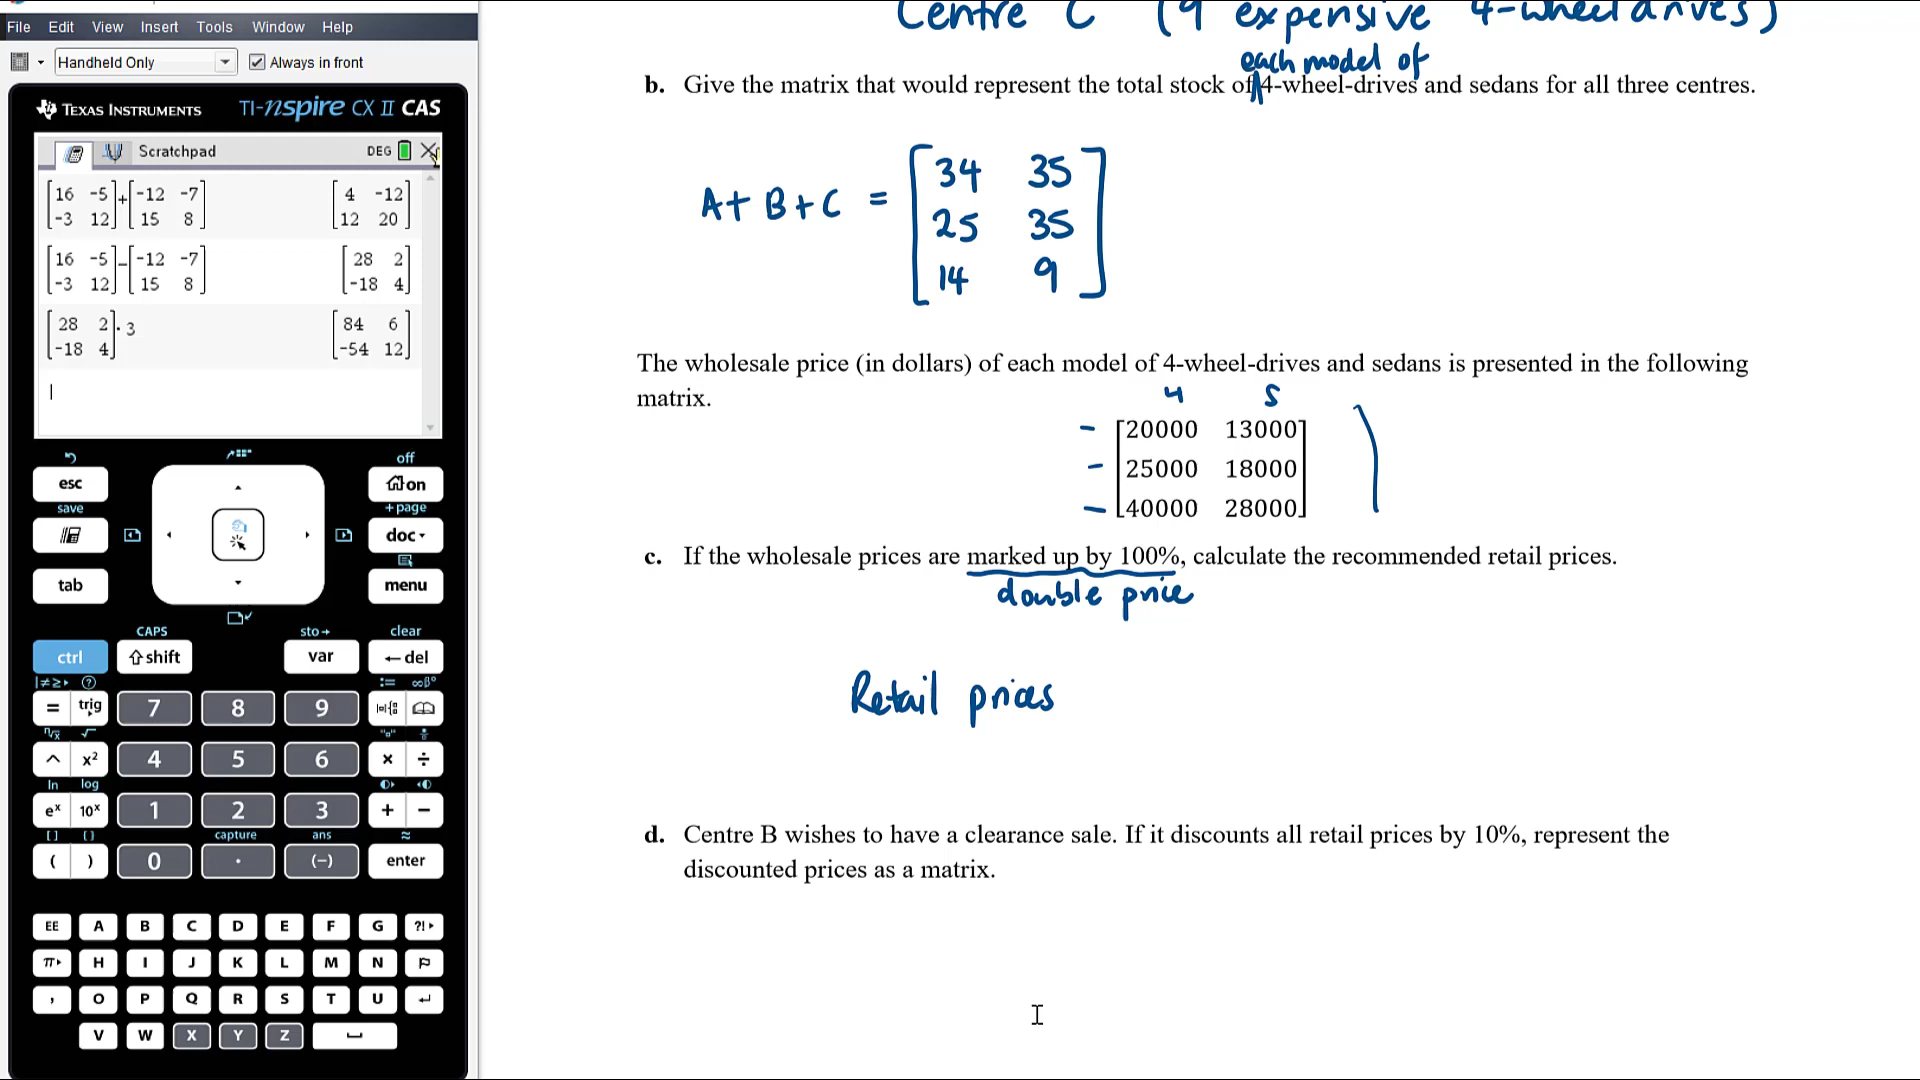 File Edit View Insert Tools Window Help
Handheld Only Always in front
TEXAS INSTRUMENTS TI-nspire CX II CAS
Scratchpad DEG
[16 -5] + [-12 -7] [4 -12]
[-3 12] [15 8] [12 20]
[16 -5] - [-12 -7] [28 2]
[-3 12] [15 8] [-18 4]
[28 2] · 3 [84 6]
[-18 4] [-54 12]
off
esc on
save +page
doc
tab menu
CAPS sto→ clear
ctrl ⇧shift var ←del
|≠≥▸ ? := ∞β°
= trig 7 8 9
ⁿ√x √
^ x² 4 5 6 × ÷
ln log
eˣ 10ˣ 1 2 3 + −
[ ] { } capture ans ≈
( ) 0 . (−) enter
EE A B C D E F G ?!▸
π▸ H I J K L M N
, O P Q R S T U ↵
V W X Y Z
Centre C (9 expensive 4-wheel drives)
each model of
b. Give the matrix that would represent the total stock of 4-wheel-drives and sedans for all three centres.
A+B+C = [34 35]
[25 35]
[14 9]
The wholesale price (in dollars) of each model of 4-wheel-drives and sedans is presented in the following
matrix.
4 S
[20000 13000]
[25000 18000]
[40000 28000]
c. If the wholesale prices are marked up by 100%, calculate the recommended retail prices.
double price
Retail prices
d. Centre B wishes to have a clearance sale. If it discounts all retail prices by 10%, represent the
discounted prices as a matrix.